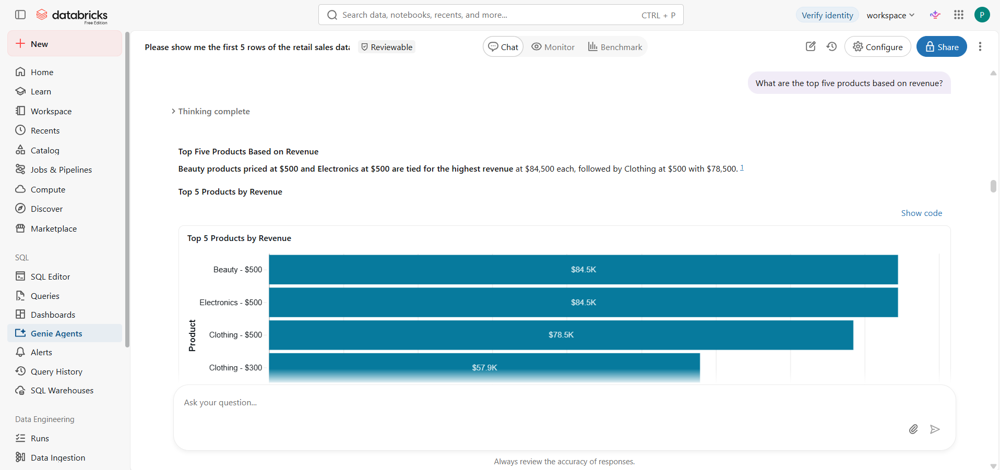 databricks
Free Edition
Search data, notebooks, recents, and more...
CTRL + P
Verify identity
workspace
P
New
Home
Learn
Workspace
Recents
Catalog
Jobs & Pipelines
Compute
Discover
Marketplace
SQL
SQL Editor
Queries
Dashboards
Genie Agents
Alerts
Query History
SQL Warehouses
Data Engineering
Runs
Data Ingestion
Please show me the first 5 rows of the retail sales data
Reviewable
Chat
Monitor
Benchmark
Configure
Share
What are the top five products based on revenue?
Thinking complete
Top Five Products Based on Revenue
Beauty products priced at $500 and Electronics at $500 are tied for the highest revenue at $84,500 each, followed by Clothing at $500 with $78,500. 1
Top 5 Products by Revenue
Show code
Top 5 Products by Revenue
Product
Beauty - $500
$84.5K
Electronics - $500
$84.5K
Clothing - $500
$78.5K
Clothing - $300
$57.9K
Ask your question...
Always review the accuracy of responses.